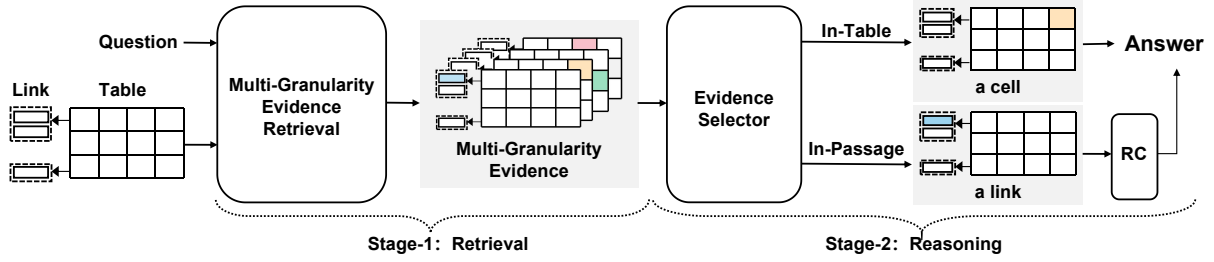 Question
Link
Table
Multi-Granularity
Evidence
Retrieval
Multi-Granularity
Evidence
Evidence
Selector
In-Table
In-Passage
a cell
a link
RC
Answer
Stage-1: Retrieval
Stage-2: Reasoning